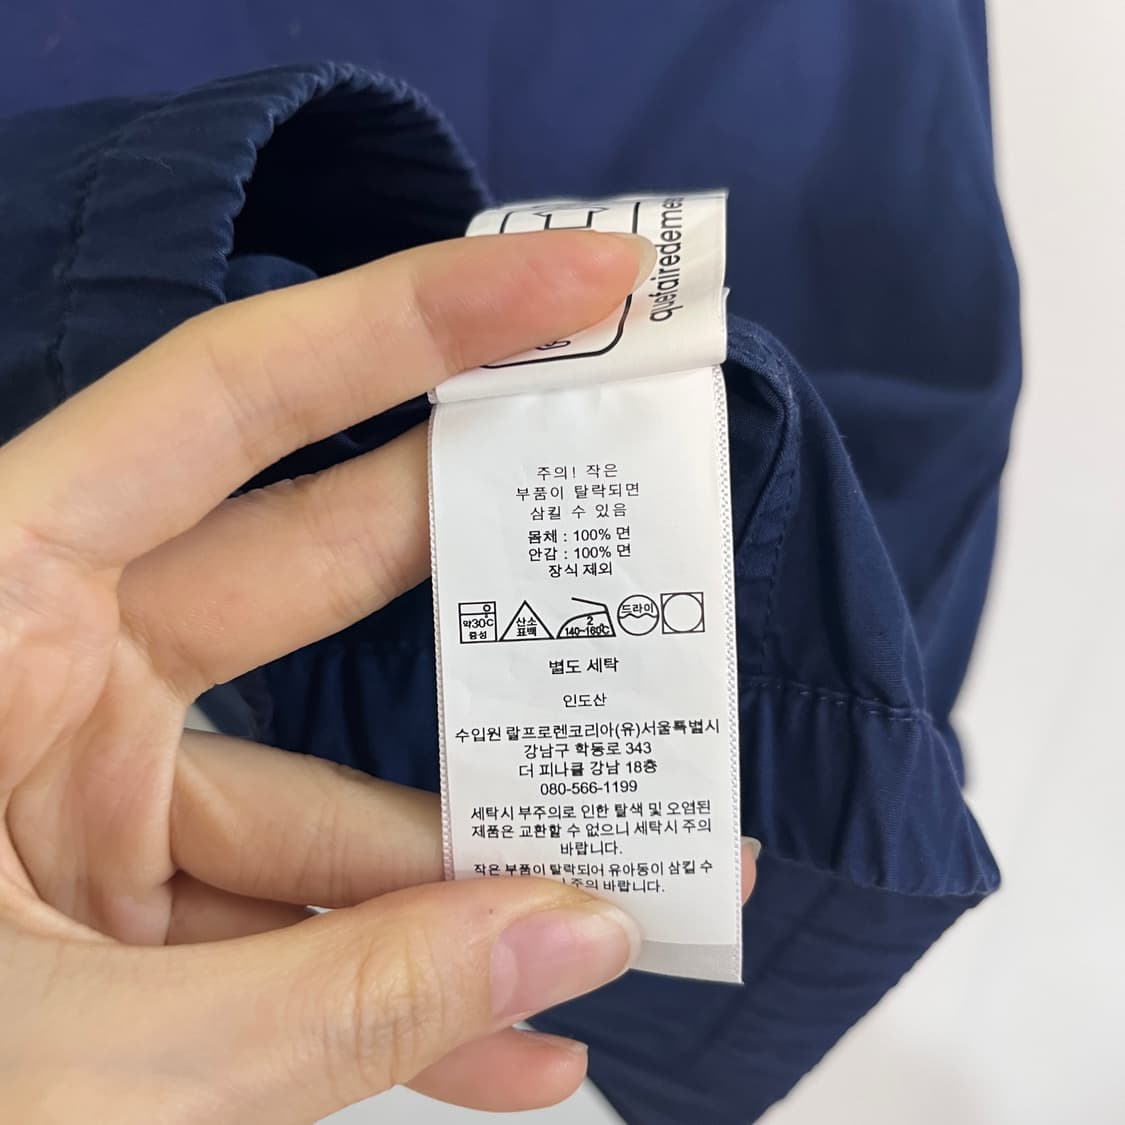 quefairedeme
주의! 작은
부품이 탈락되면
삼킬 수 있음
몸체 : 100% 면
안감 : 100% 면
장식 제외
약30℃
중성
산소
표백
2
140~160℃
드라이
별도 세탁
인도산
수입원 랄프로렌코리아(유)서울특별시
강남구 학동로 343
더 피나클 강남 18층
080-566-1199
세탁시 부주의로 인한 탈색 및 오염된
제품은 교환할 수 없으니 세탁시 주의
바랍니다.
작은 부품이 탈락되어 유아동이 삼킬 수
주의 바랍니다.